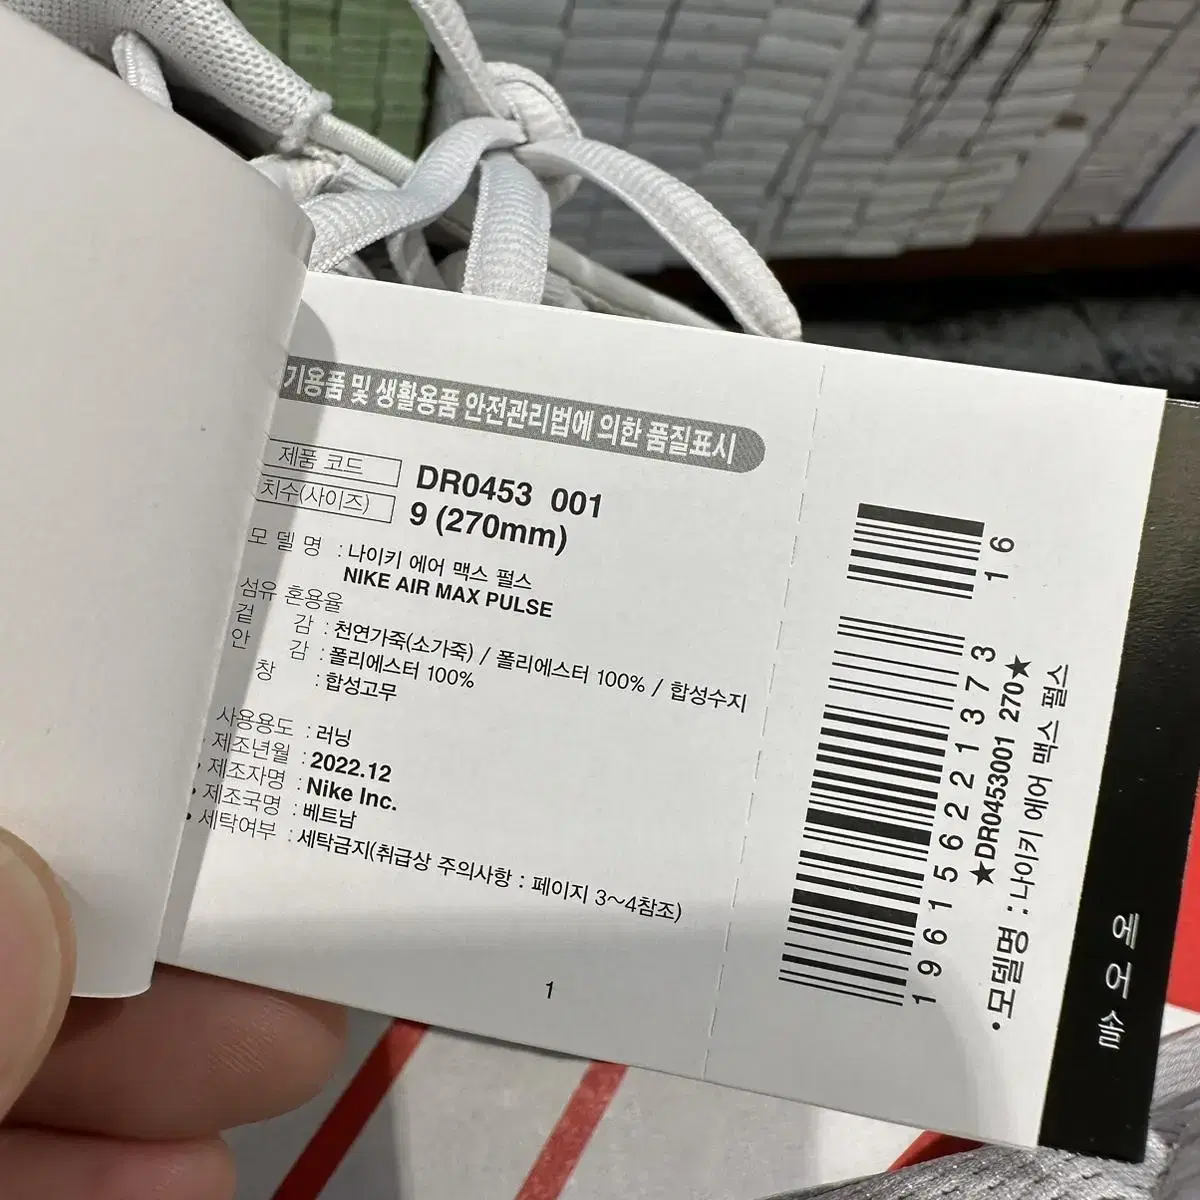 기용품 및 생활용품 안전관리법에 의한 품질표시
제품 코드 DR0453 001
치수(사이즈) 9 (270mm)
모 델 명 : 나이키 에어 맥스 펄스
NIKE AIR MAX PULSE
섬유 혼용율
겉 감 : 천연가죽(소가죽) / 폴리에스터 100% / 합성수지
안 감 : 폴리에스터 100%
창 : 합성고무
사용용도 : 러닝
• 제조년월 : 2022.12
• 제조자명 : Nike Inc.
• 제조국명 : 베트남
• 세탁여부 : 세탁금지(취급상 주의사항 : 페이지 3~4참조)
1
16
196156221373
★DR0453001 270★
• 모델명 : 나이키 에어 맥스 펄스
에어솔